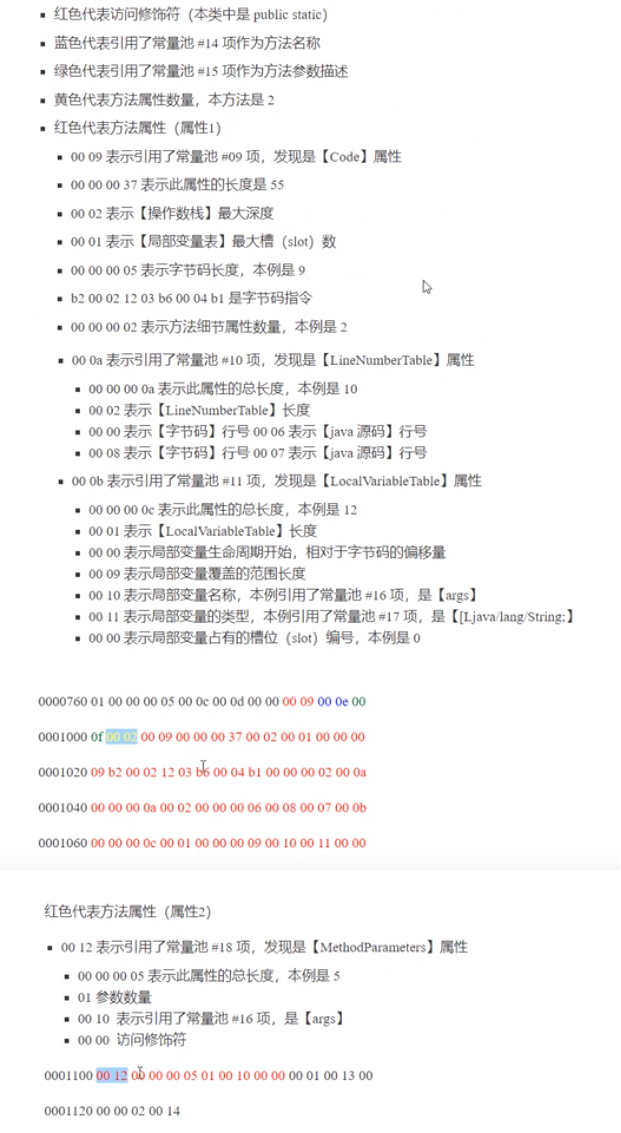 红色代表访问修饰符（本类中是 public static）
蓝色代表引用了常量池 #14 项作为方法名称
绿色代表引用了常量池 #15 项作为方法参数描述
黄色代表方法属性数量，本方法是 2
红色代表方法属性（属性1）
00 09 表示引用了常量池 #09 项，发现是【Code】属性
00 00 00 37 表示此属性的长度是 55
00 02 表示【操作数栈】最大深度
00 01 表示【局部变量表】最大槽（slot）数
00 00 00 05 表示字节码长度，本例是 9
b2 00 02 12 03 b6 00 04 b1 是字节码指令
00 00 00 02 表示方法细节属性数量，本例是 2
00 0a 表示引用了常量池 #10 项，发现是【LineNumberTable】属性
00 00 00 0a 表示此属性的总长度，本例是 10
00 02 表示【LineNumberTable】长度
00 00 表示【字节码】行号 00 06 表示【java 源码】行号
00 08 表示【字节码】行号 00 07 表示【java 源码】行号
00 0b 表示引用了常量池 #11 项，发现是【LocalVariableTable】属性
00 00 00 0c 表示此属性的总长度，本例是 12
00 01 表示【LocalVariableTable】长度
00 00 表示局部变量生命周期开始，相对于字节码的偏移量
00 09 表示局部变量覆盖的范围长度
00 10 表示局部变量名称，本例引用了常量池 #16 项，是【args】
00 11 表示局部变量的类型，本例引用了常量池 #17 项，是【[Ljava/lang/String;】
00 00 表示局部变量占有的槽位（slot）编号，本例是 0
0000760 01 00 00 00 05 00 0c 00 0d 00 00 00 09 00 0e 00
0001000 0f 00 02 00 09 00 00 00 37 00 02 00 01 00 00 00
0001020 09 b2 00 02 12 03 b6 00 04 b1 00 00 00 02 00 0a
0001040 00 00 00 0a 00 02 00 00 00 06 00 08 00 07 00 0b
0001060 00 00 00 0c 00 01 00 00 00 09 00 10 00 11 00 00
红色代表方法属性（属性2）
00 12 表示引用了常量池 #18 项，发现是【MethodParameters】属性
00 00 00 05 表示此属性的总长度，本例是 5
01 参数数量
00 10 表示引用了常量池 #16 项，是【args】
00 00 访问修饰符
0001100 00 12 00 00 00 05 01 00 10 00 00 00 01 00 13 00
0001120 00 00 02 00 14